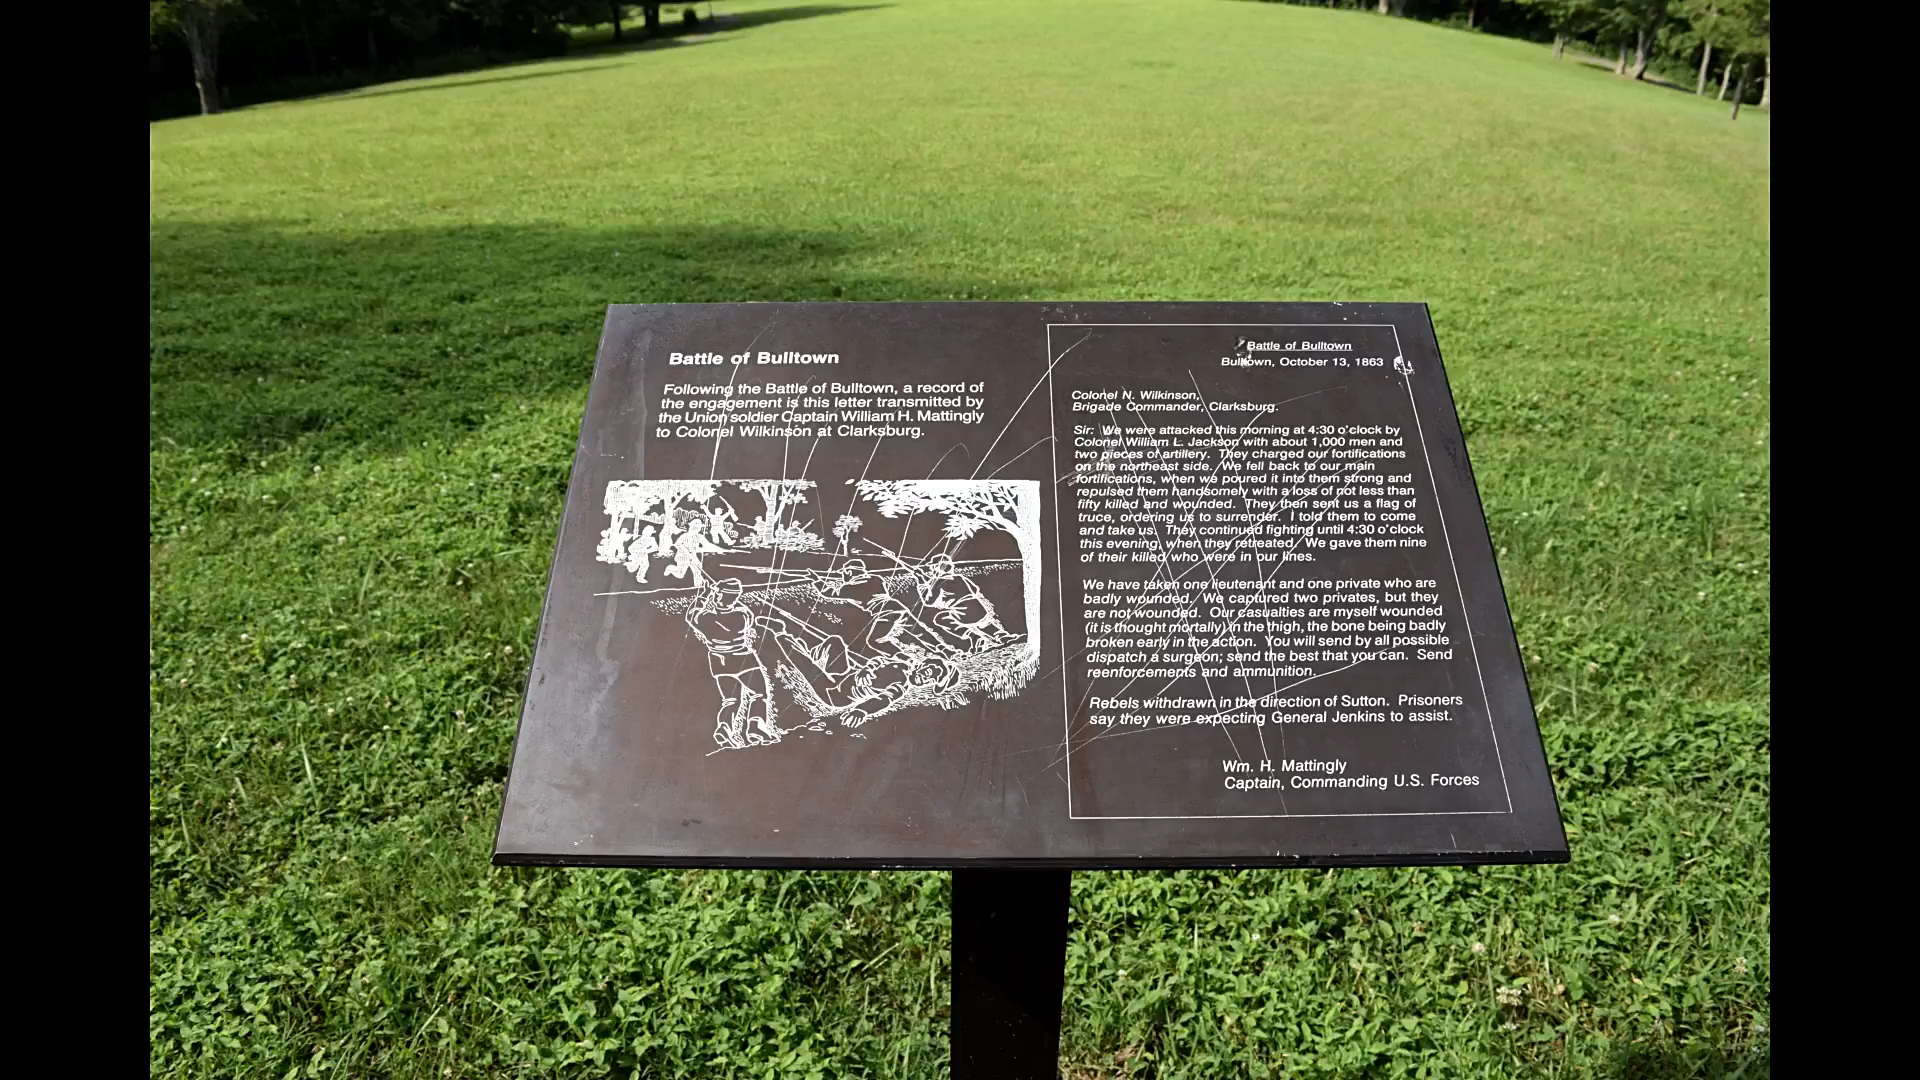 Battle of Bulltown
Following the Battle of Bulltown, a record of
the engagement is this letter transmitted by
the Union soldier Captain William H. Mattingly
to Colonel Wilkinson at Clarksburg.
Battle of Bulltown
Bulltown, October 13, 1863
Colonel N. Wilkinson,
Brigade Commander, Clarksburg.
Sir: We were attacked this morning at 4:30 o'clock by
Colonel William L. Jackson with about 1,000 men and
two pieces of artillery. They charged our fortifications
on the northeast side. We fell back to our main
fortifications, when we poured it into them strong and
repulsed them handsomely with a loss of not less than
fifty killed and wounded. They then sent us a flag of
truce, ordering us to surrender. I told them to come
and take us. They continued fighting until 4:30 o'clock
this evening, when they retreated. We gave them nine
of their killed who were in our lines.
We have taken one lieutenant and one private who are
badly wounded. We captured two privates, but they
are not wounded. Our casualties are myself wounded
(it is thought mortally) in the thigh, the bone being badly
broken early in the action. You will send by all possible
dispatch a surgeon; send the best that you can. Send
reenforcements and ammunition.
Rebels withdrawn in the direction of Sutton. Prisoners
say they were expecting General Jenkins to assist.
Wm. H. Mattingly
Captain, Commanding U.S. Forces